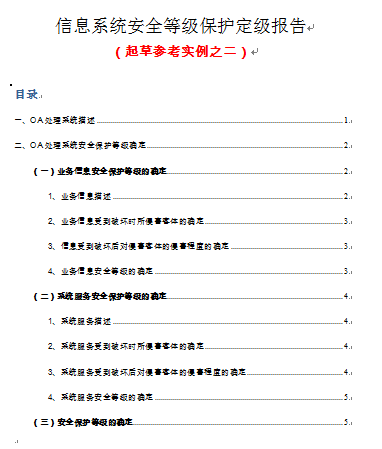 信息系统安全等级保护定级报告
（起草参考实例之二）
目录
一、OA处理系统描述 1
二、OA处理系统安全保护等级确定 2
（一）业务信息安全保护等级的确定 2
1、业务信息描述 2
2、业务信息受到破坏时所侵害客体的确定 3
3、信息受到破坏后对侵害客体的侵害程度的确定 3
4、业务信息安全等级的确定 3
（二）系统服务安全保护等级的确定 4
1、系统服务描述 4
2、系统服务受到破坏时所侵害客体的确定 4
3、系统服务受到破坏后对侵害客体的侵害程度的确定 4
4、系统服务安全等级的确定 5
（三）安全保护等级的确定 5